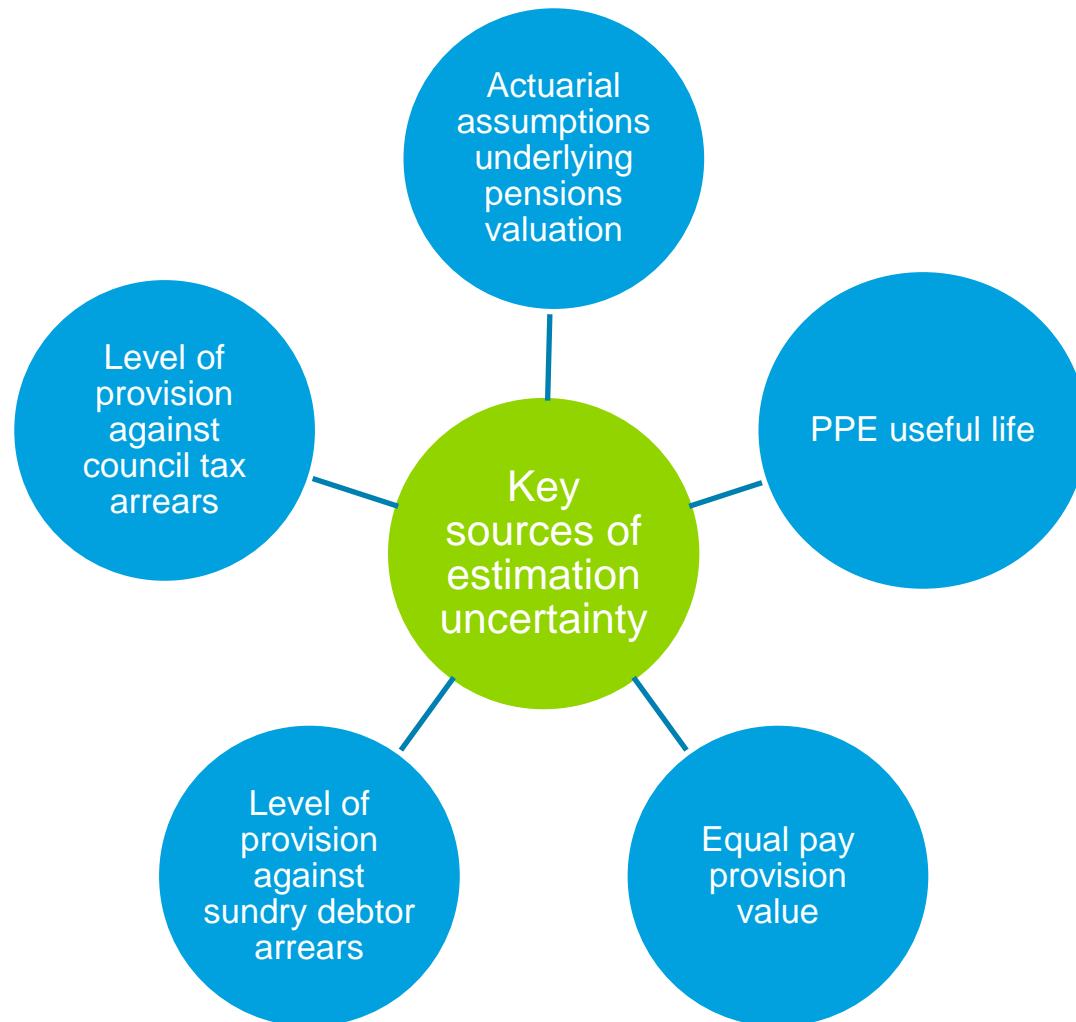 Actuarial
assumptions
underlying
pensions
valuation
Level of
provision
against
council tax
arrears
PPE useful life
Key
sources of
estimation
uncertainty
Level of
provision
against
sundry debtor
arrears
Equal pay
provision
value